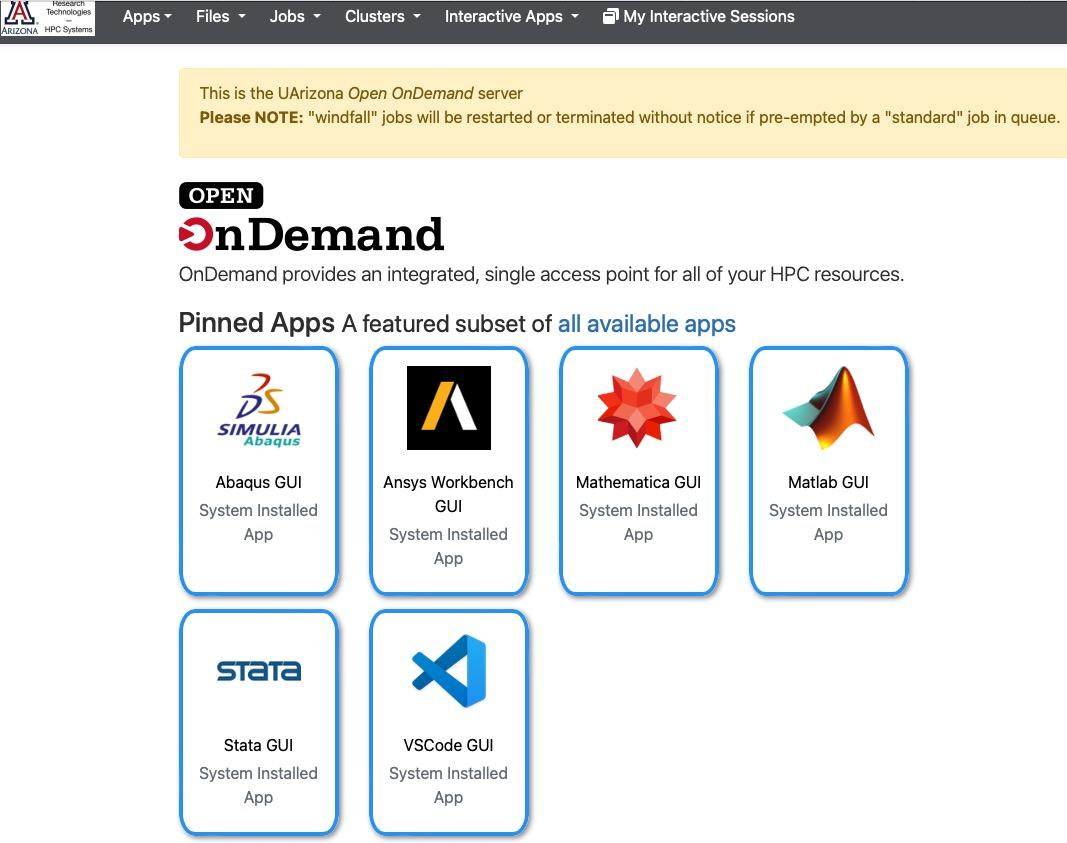 Research
Technologies
HPC Systems
ARIZONA
Apps Files Jobs Clusters Interactive Apps My Interactive Sessions
This is the UArizona Open OnDemand server
Please NOTE: "windfall" jobs will be restarted or terminated without notice if pre-empted by a "standard" job in queue.
OPEN
OnDemand
OnDemand provides an integrated, single access point for all of your HPC resources.
Pinned Apps A featured subset of all available apps
SIMULIA
Abaqus
Abaqus GUI
System Installed
App
Ansys Workbench
GUI
System Installed
App
Mathematica GUI
System Installed
App
Matlab GUI
System Installed
App
STATA
Stata GUI
System Installed
App
VSCode GUI
System Installed
App